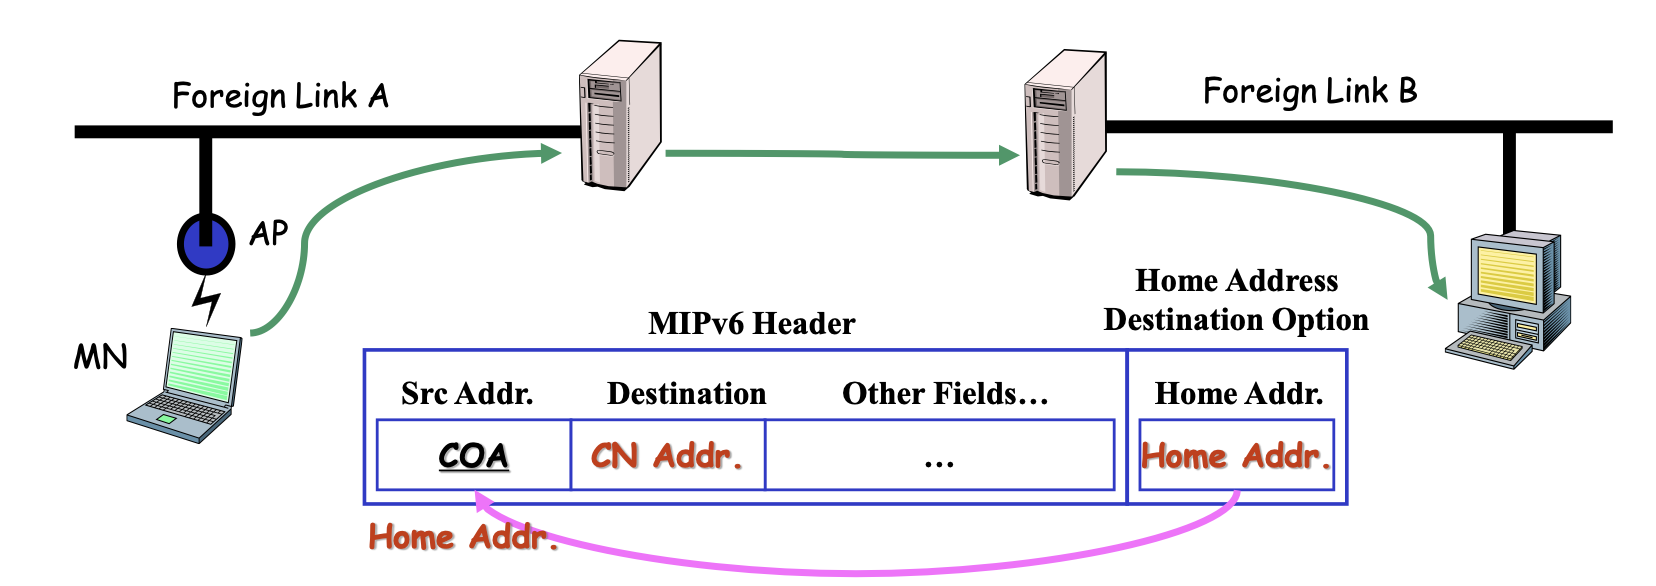 Foreign Link A
Foreign Link B
AP
MN
Home Address
Destination Option
MIPv6 Header
Src Addr.
Destination
Other Fields…
Home Addr.
COA
CN Addr.
...
Home Addr.
Home Addr.